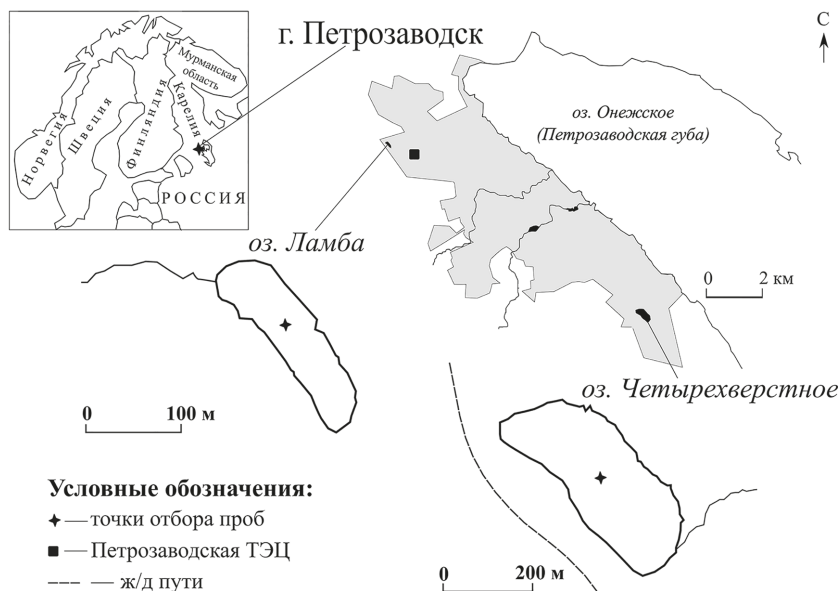 г. Петрозаводск
С
Мурманская
область
Норвегия
Швеция
Финляндия
Карелия
РОССИЯ
оз. Онежское
(Петрозаводская губа)
оз. Ламба
0 2 км
оз. Четырехверстное
0 100 м
Условные обозначения:
— точки отбора проб
— Петрозаводская ТЭЦ
— ж/д пути
0 200 м